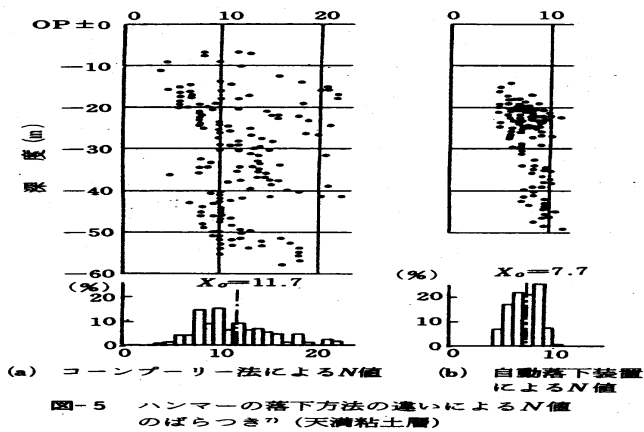 0 10 20 0 10
OP±0
—10
—20
—30
—40
—50
—60
深度(m)
X₀=11.7 X₀=7.7
(%) (%)
20 20
10 10
0 0
0 10 20 0 10
(a) コーンプーリー法によるN値 (b) 自動落下装置
によるN値
図-5 ハンマーの落下方法の違いによるN値
のばらつき⁷⁾ (天満粘土層)